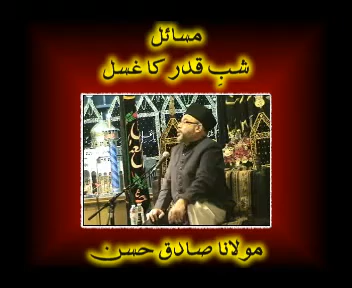 مسائل
شبِ قدر کا غسل
مولانا صادق حسن